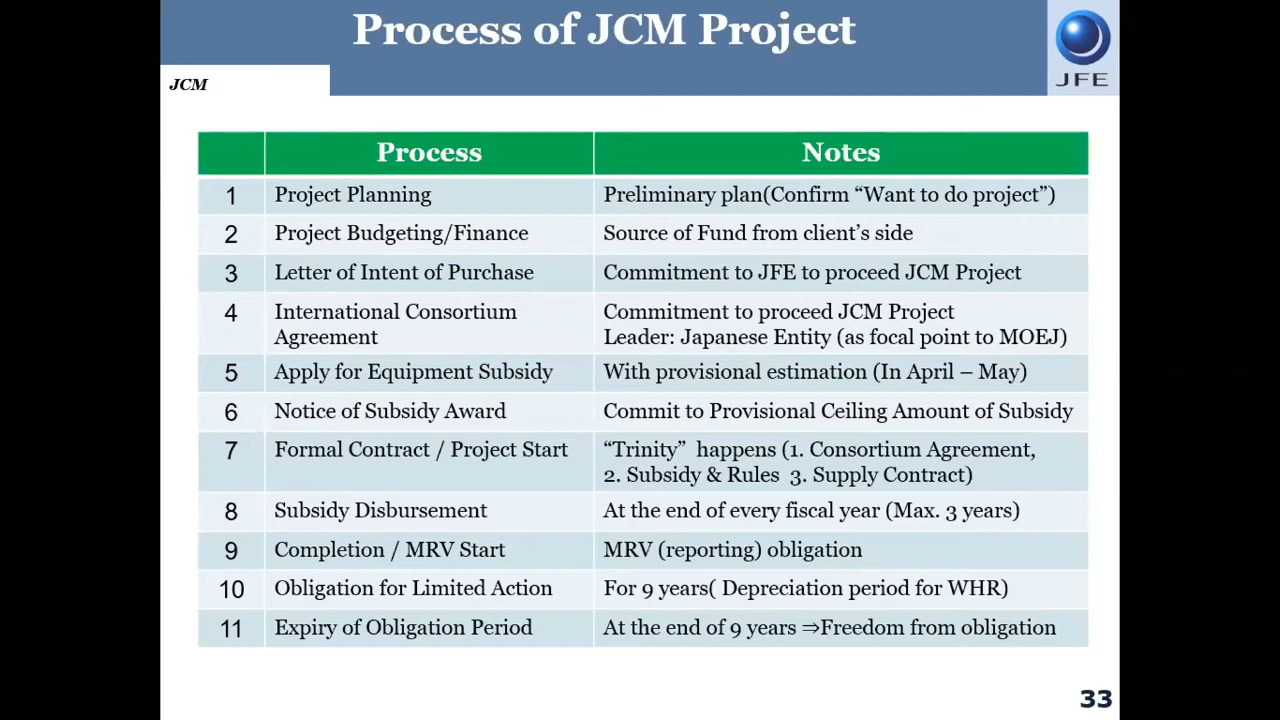 Process of JCM Project
JFE
JCM
Process Notes
1 Project Planning Preliminary plan(Confirm “Want to do project”)
2 Project Budgeting/Finance Source of Fund from client’s side
3 Letter of Intent of Purchase Commitment to JFE to proceed JCM Project
4 International Consortium Commitment to proceed JCM Project
Agreement Leader: Japanese Entity (as focal point to MOEJ)
5 Apply for Equipment Subsidy With provisional estimation (In April – May)
6 Notice of Subsidy Award Commit to Provisional Ceiling Amount of Subsidy
7 Formal Contract / Project Start “Trinity” happens (1. Consortium Agreement,
2. Subsidy & Rules 3. Supply Contract)
8 Subsidy Disbursement At the end of every fiscal year (Max. 3 years)
9 Completion / MRV Start MRV (reporting) obligation
10 Obligation for Limited Action For 9 years( Depreciation period for WHR)
11 Expiry of Obligation Period At the end of 9 years ⇒Freedom from obligation
33